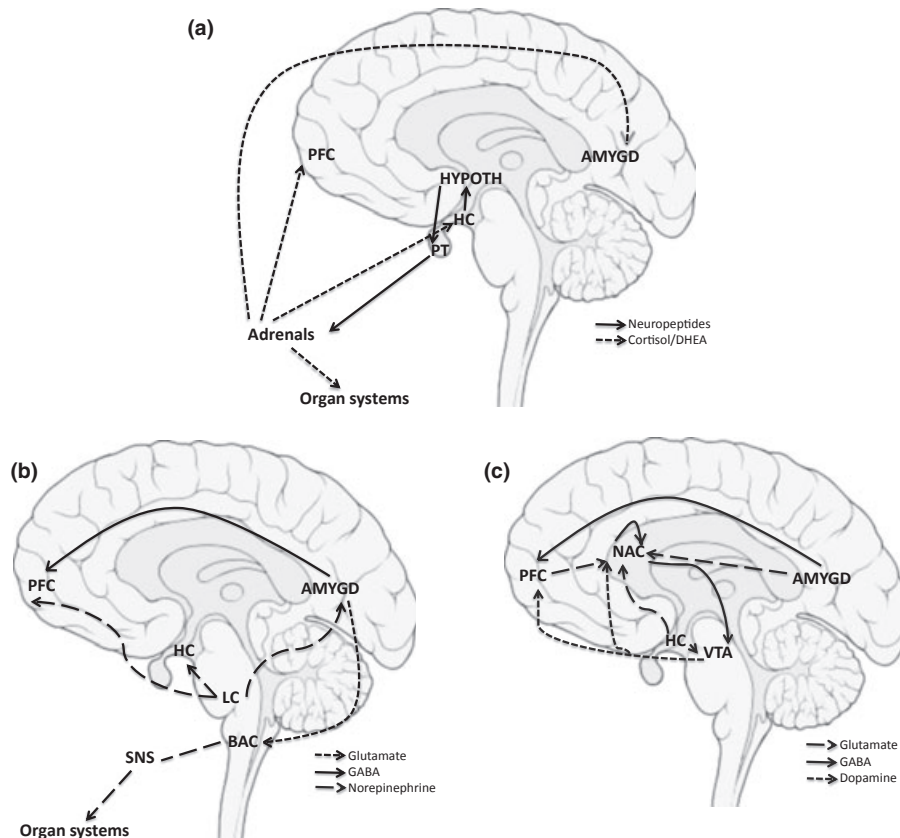 (a)
PFC
AMYGD
HYPOTH
HC
PT
Adrenals
Neuropeptides
Cortisol/DHEA
Organ systems
(b)
PFC
AMYGD
HC
LC
BAC
SNS
Glutamate
GABA
Norepinephrine
Organ systems
(c)
NAC
PFC
AMYGD
HC
VTA
Glutamate
GABA
Dopamine